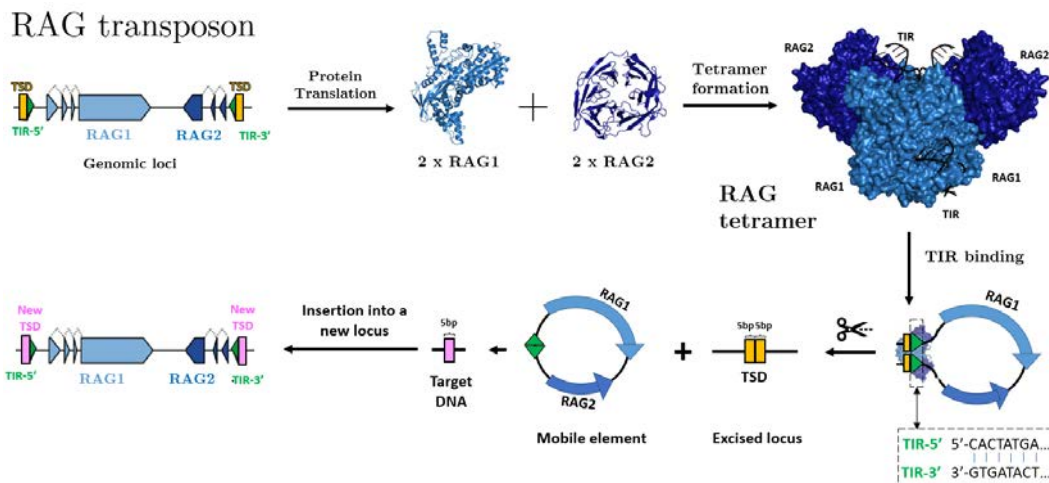 RAG transposon
TSD
TSD
TIR-5'
RAG1
RAG2
TIR-3'
Genomic loci
Protein
Translation
2 x RAG1
2 x RAG2
Tetramer
formation
TIR
RAG2
RAG2
RAG1
RAG1
TIR
RAG
tetramer
TIR binding
New
TSD
New
TSD
TIR-5'
RAG1
RAG2
TIR-3'
Insertion into a
new locus
5bp
Target
DNA
RAG1
RAG2
Mobile element
5bp5bp
TSD
Excised locus
RAG1
TIR-5' 5'-CACTATGA...
TIR-3' 3'-GTGATACT...